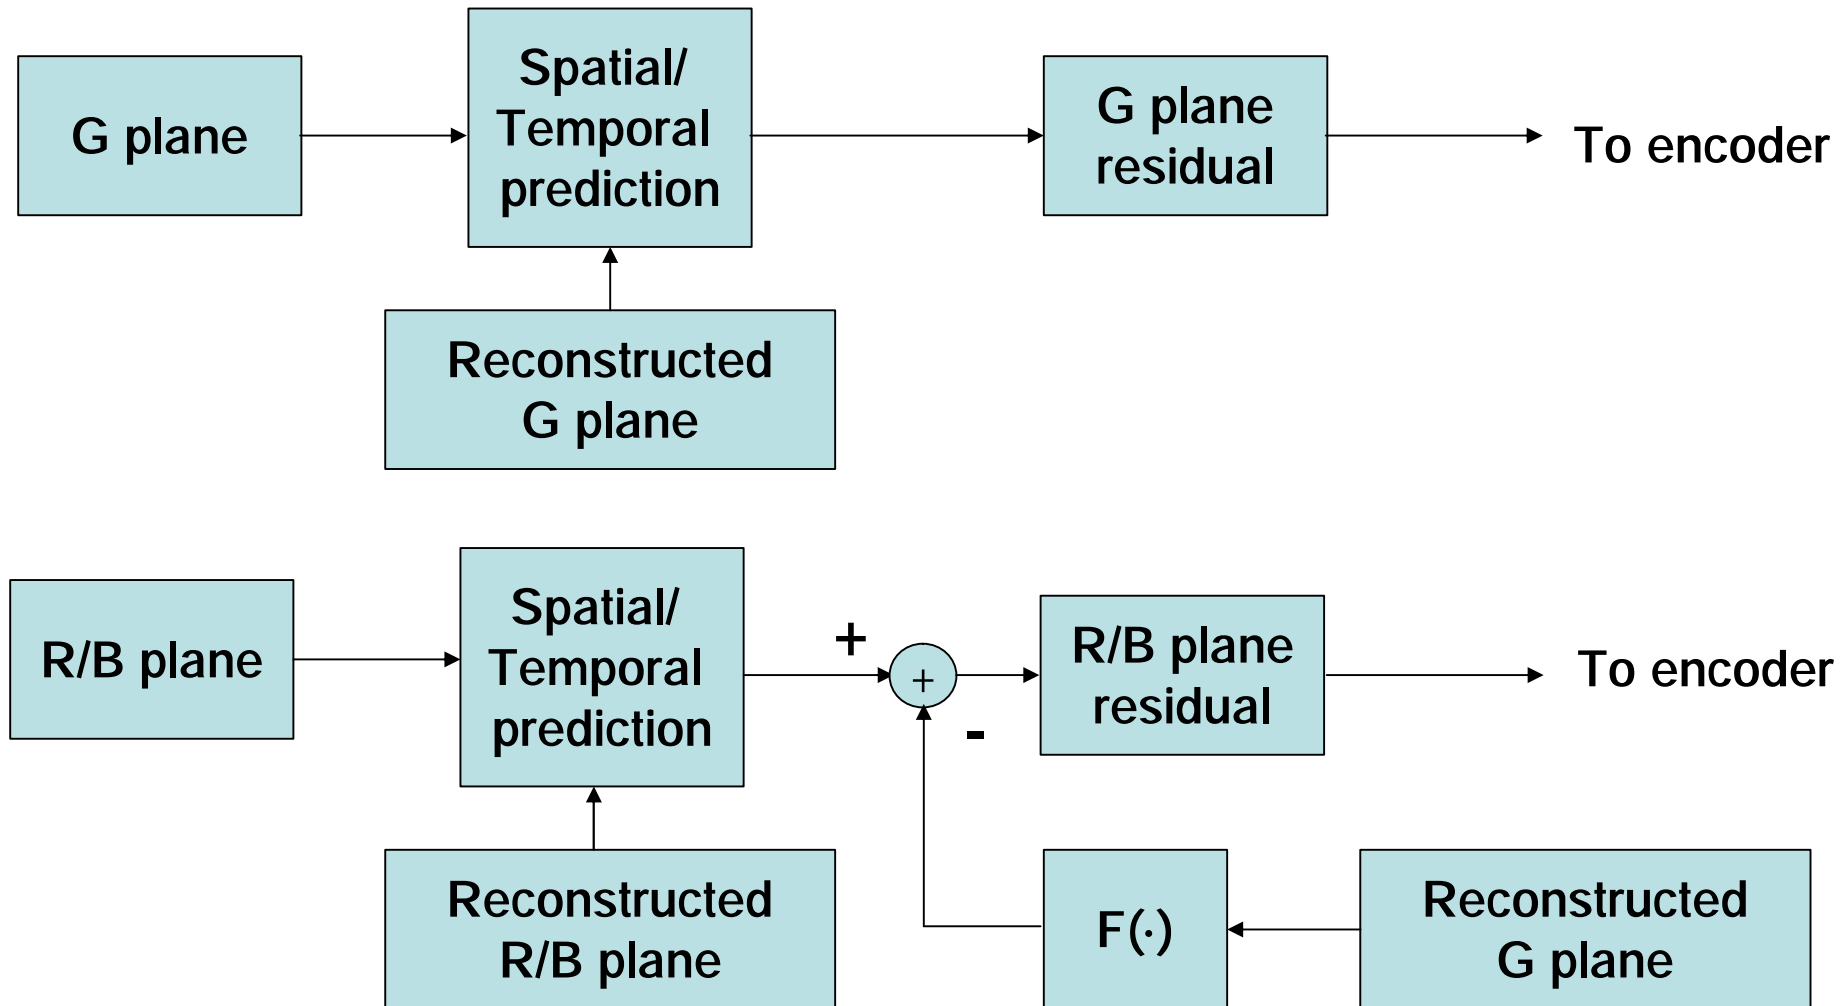 G plane
Spatial/
Temporal
prediction
G plane
residual
To encoder
Reconstructed
G plane
R/B plane
Spatial/
Temporal
prediction
+
+
-
R/B plane
residual
To encoder
Reconstructed
R/B plane
F(·)
Reconstructed
G plane